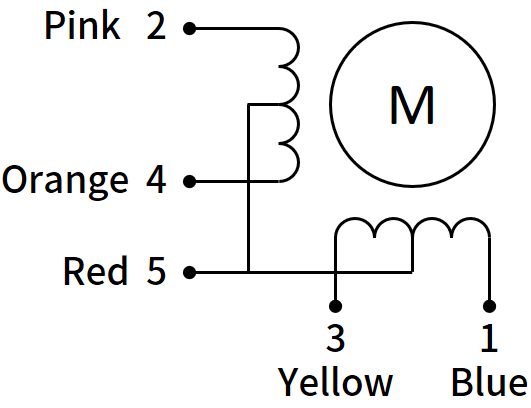 Pink 2
M
Orange 4
Red 5
3 1
Yellow Blue